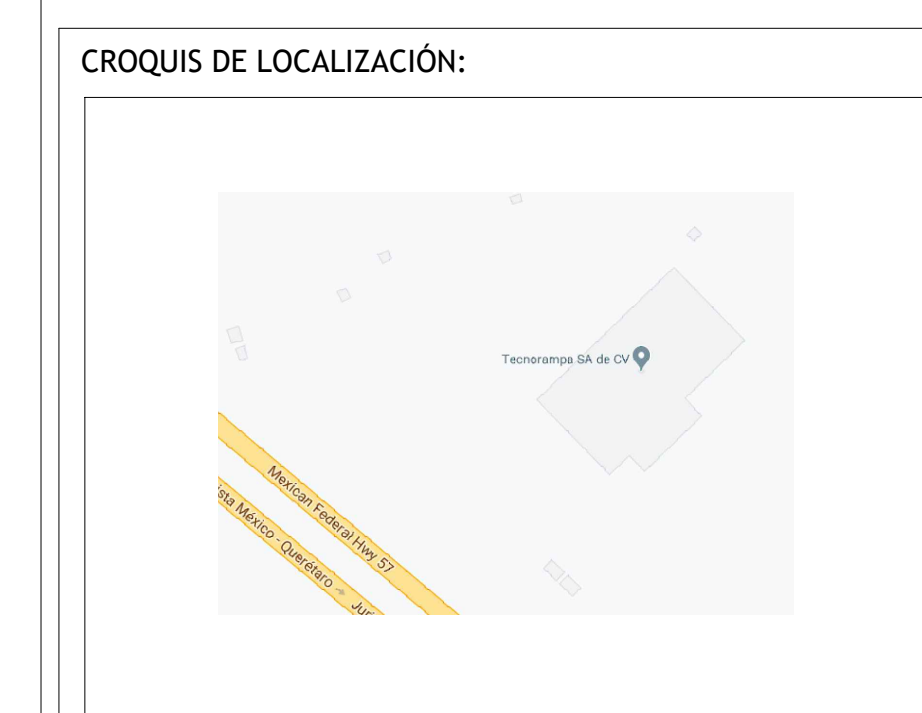 CROQUIS DE LOCALIZACIÓN:
Tecnorampa SA de CV
Mexican Federal Hwy 57
ista México - Querétaro